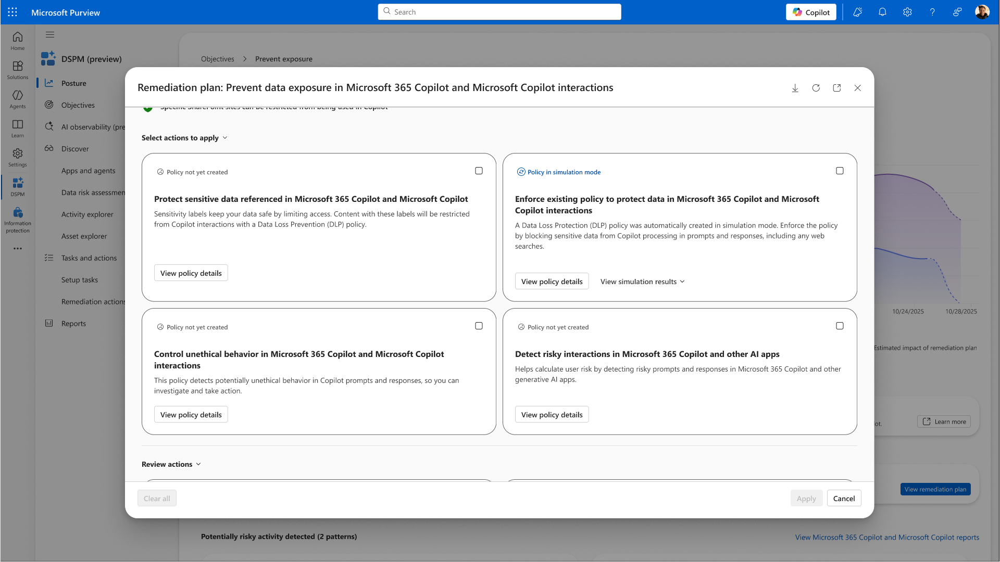 Microsoft Purview
Search
Copilot
Home
Solutions
Agents
Learn
Settings
DSPM
Information
protection
DSPM (preview)
Posture
Objectives
AI observability (pre
Discover
Apps and agents
Data risk assessmen
Activity explorer
Asset explorer
Tasks and actions
Setup tasks
Remediation actions
Reports
Objectives > Prevent exposure
Remediation plan: Prevent data exposure in Microsoft 365 Copilot and Microsoft Copilot interactions
Specific SharePoint sites can be restricted from being used in Copilot
Select actions to apply
Policy not yet created
Protect sensitive data referenced in Microsoft 365 Copilot and Microsoft Copilot
Sensitivity labels keep your data safe by limiting access. Content with these labels will be restricted
from Copilot interactions with a Data Loss Prevention (DLP) policy.
View policy details
Policy in simulation mode
Enforce existing policy to protect data in Microsoft 365 Copilot and Microsoft
Copilot interactions
A Data Loss Protection (DLP) policy was automatically created in simulation mode. Enforce the policy
by blocking sensitive data from Copilot processing in prompts and responses, including any web
searches.
View policy details
View simulation results
Policy not yet created
Control unethical behavior in Microsoft 365 Copilot and Microsoft Copilot
interactions
This policy detects potentially unethical behavior in Copilot prompts and responses, so you can
investigate and take action.
View policy details
Policy not yet created
Detect risky interactions in Microsoft 365 Copilot and other AI apps
Helps calculate user risk by detecting risky prompts and responses in Microsoft 365 Copilot and other
generative AI apps.
View policy details
Review actions
Clear all
Apply
Cancel
10/24/2025
10/28/2025
Estimated impact of remediation plan
ot.
Learn more
View remediation plan
Potentially risky activity detected (2 patterns)
View Microsoft 365 Copilot and Microsoft Copilot reports